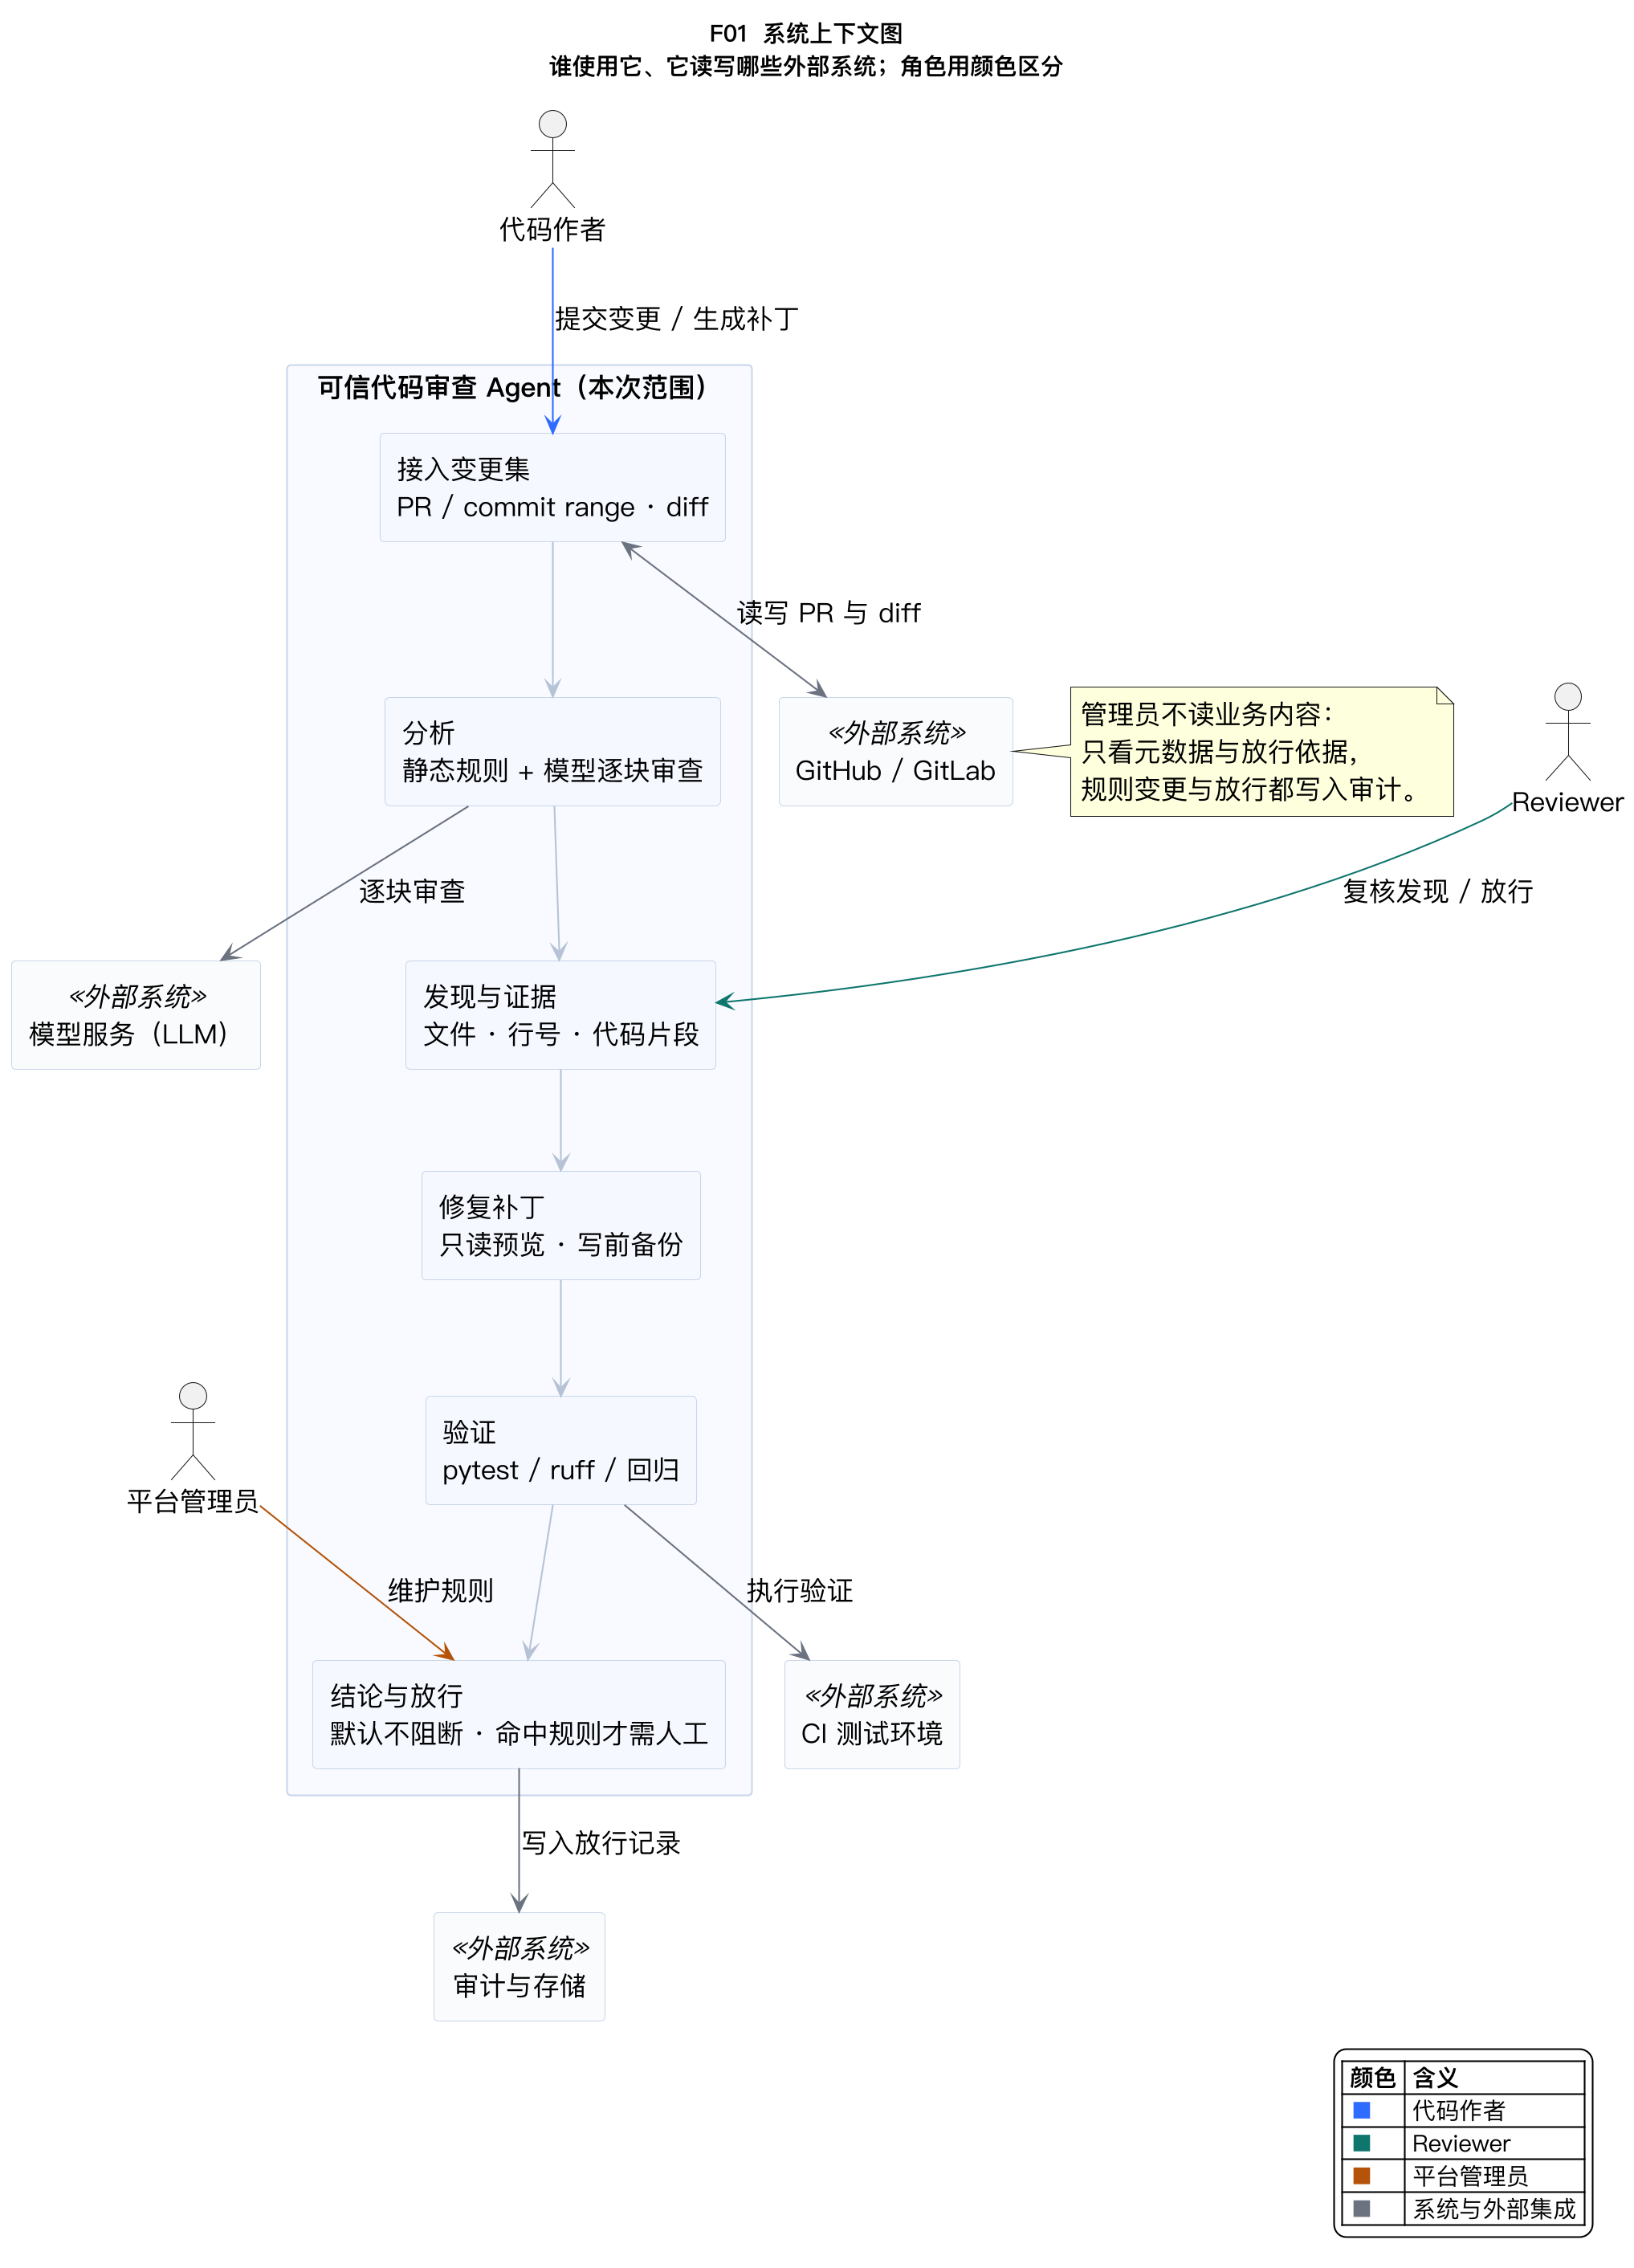 F01 系统上下文图
谁使用它、它读写哪些外部系统；角色用颜色区分
代码作者
提交变更 / 生成补丁
可信代码审查 Agent（本次范围）
接入变更集
PR / commit range · diff
读写 PR 与 diff
分析
静态规则 + 模型逐块审查
«外部系统»
GitHub / GitLab
管理员不读业务内容：
只看元数据与放行依据，
规则变更与放行都写入审计。
Reviewer
逐块审查
复核发现 / 放行
«外部系统»
模型服务（LLM）
发现与证据
文件 · 行号 · 代码片段
修复补丁
只读预览 · 写前备份
验证
pytest / ruff / 回归
平台管理员
维护规则
执行验证
结论与放行
默认不阻断 · 命中规则才需人工
«外部系统»
CI 测试环境
写入放行记录
«外部系统»
审计与存储
颜色 含义
代码作者
Reviewer
平台管理员
系统与外部集成